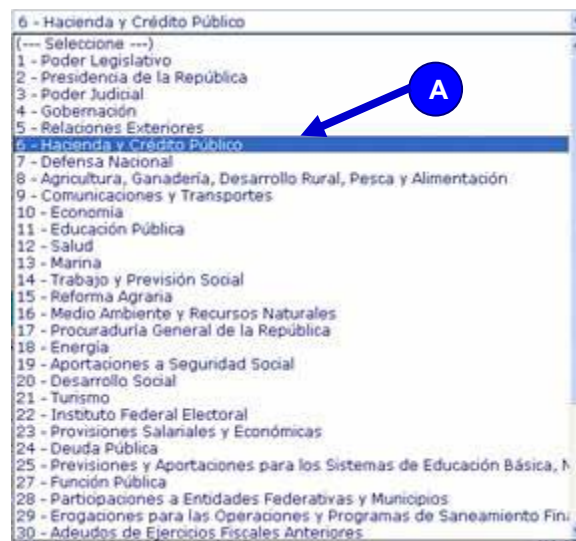 6 - Hacienda y Crédito Público
(--- Seleccione ---)
1 - Poder Legislativo
2 - Presidencia de la República
3 - Poder Judicial
4 - Gobernación
5 - Relaciones Exteriores
A
6 - Hacienda y Crédito Público
7 - Defensa Nacional
8 - Agricultura, Ganadería, Desarrollo Rural, Pesca y Alimentación
9 - Comunicaciones y Transportes
10 - Economía
11 - Educación Pública
12 - Salud
13 - Marina
14 - Trabajo y Previsión Social
15 - Reforma Agraria
16 - Medio Ambiente y Recursos Naturales
17 - Procuraduría General de la República
18 - Energía
19 - Aportaciones a Seguridad Social
20 - Desarrollo Social
21 - Turismo
22 - Instituto Federal Electoral
23 - Provisiones Salariales y Económicas
24 - Deuda Pública
25 - Previsiones y Aportaciones para los Sistemas de Educación Básica, N
27 - Función Pública
28 - Participaciones a Entidades Federativas y Municipios
29 - Erogaciones para las Operaciones y Programas de Saneamiento Fin
30 - Adeudos de Ejercicios Fiscales Anteriores